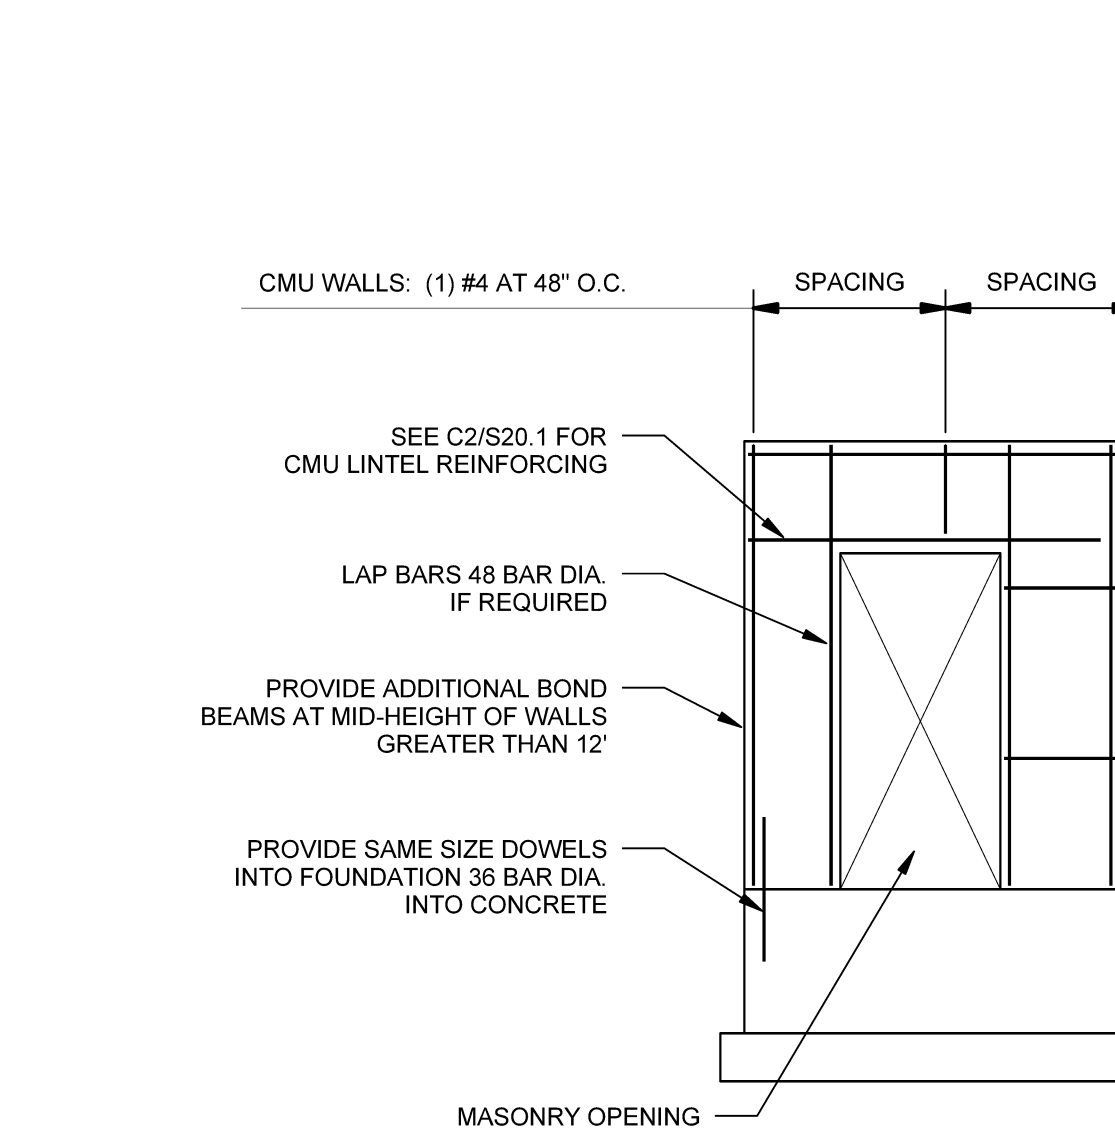 CMU WALLS: (1) #4 AT 48" O.C.
SPACING
SPACING
SEE C2/S20.1 FOR
CMU LINTEL REINFORCING
LAP BARS 48 BAR DIA.
IF REQUIRED
PROVIDE ADDITIONAL BOND
BEAMS AT MID-HEIGHT OF WALLS
GREATER THAN 12'
PROVIDE SAME SIZE DOWELS
INTO FOUNDATION 36 BAR DIA.
INTO CONCRETE
MASONRY OPENING